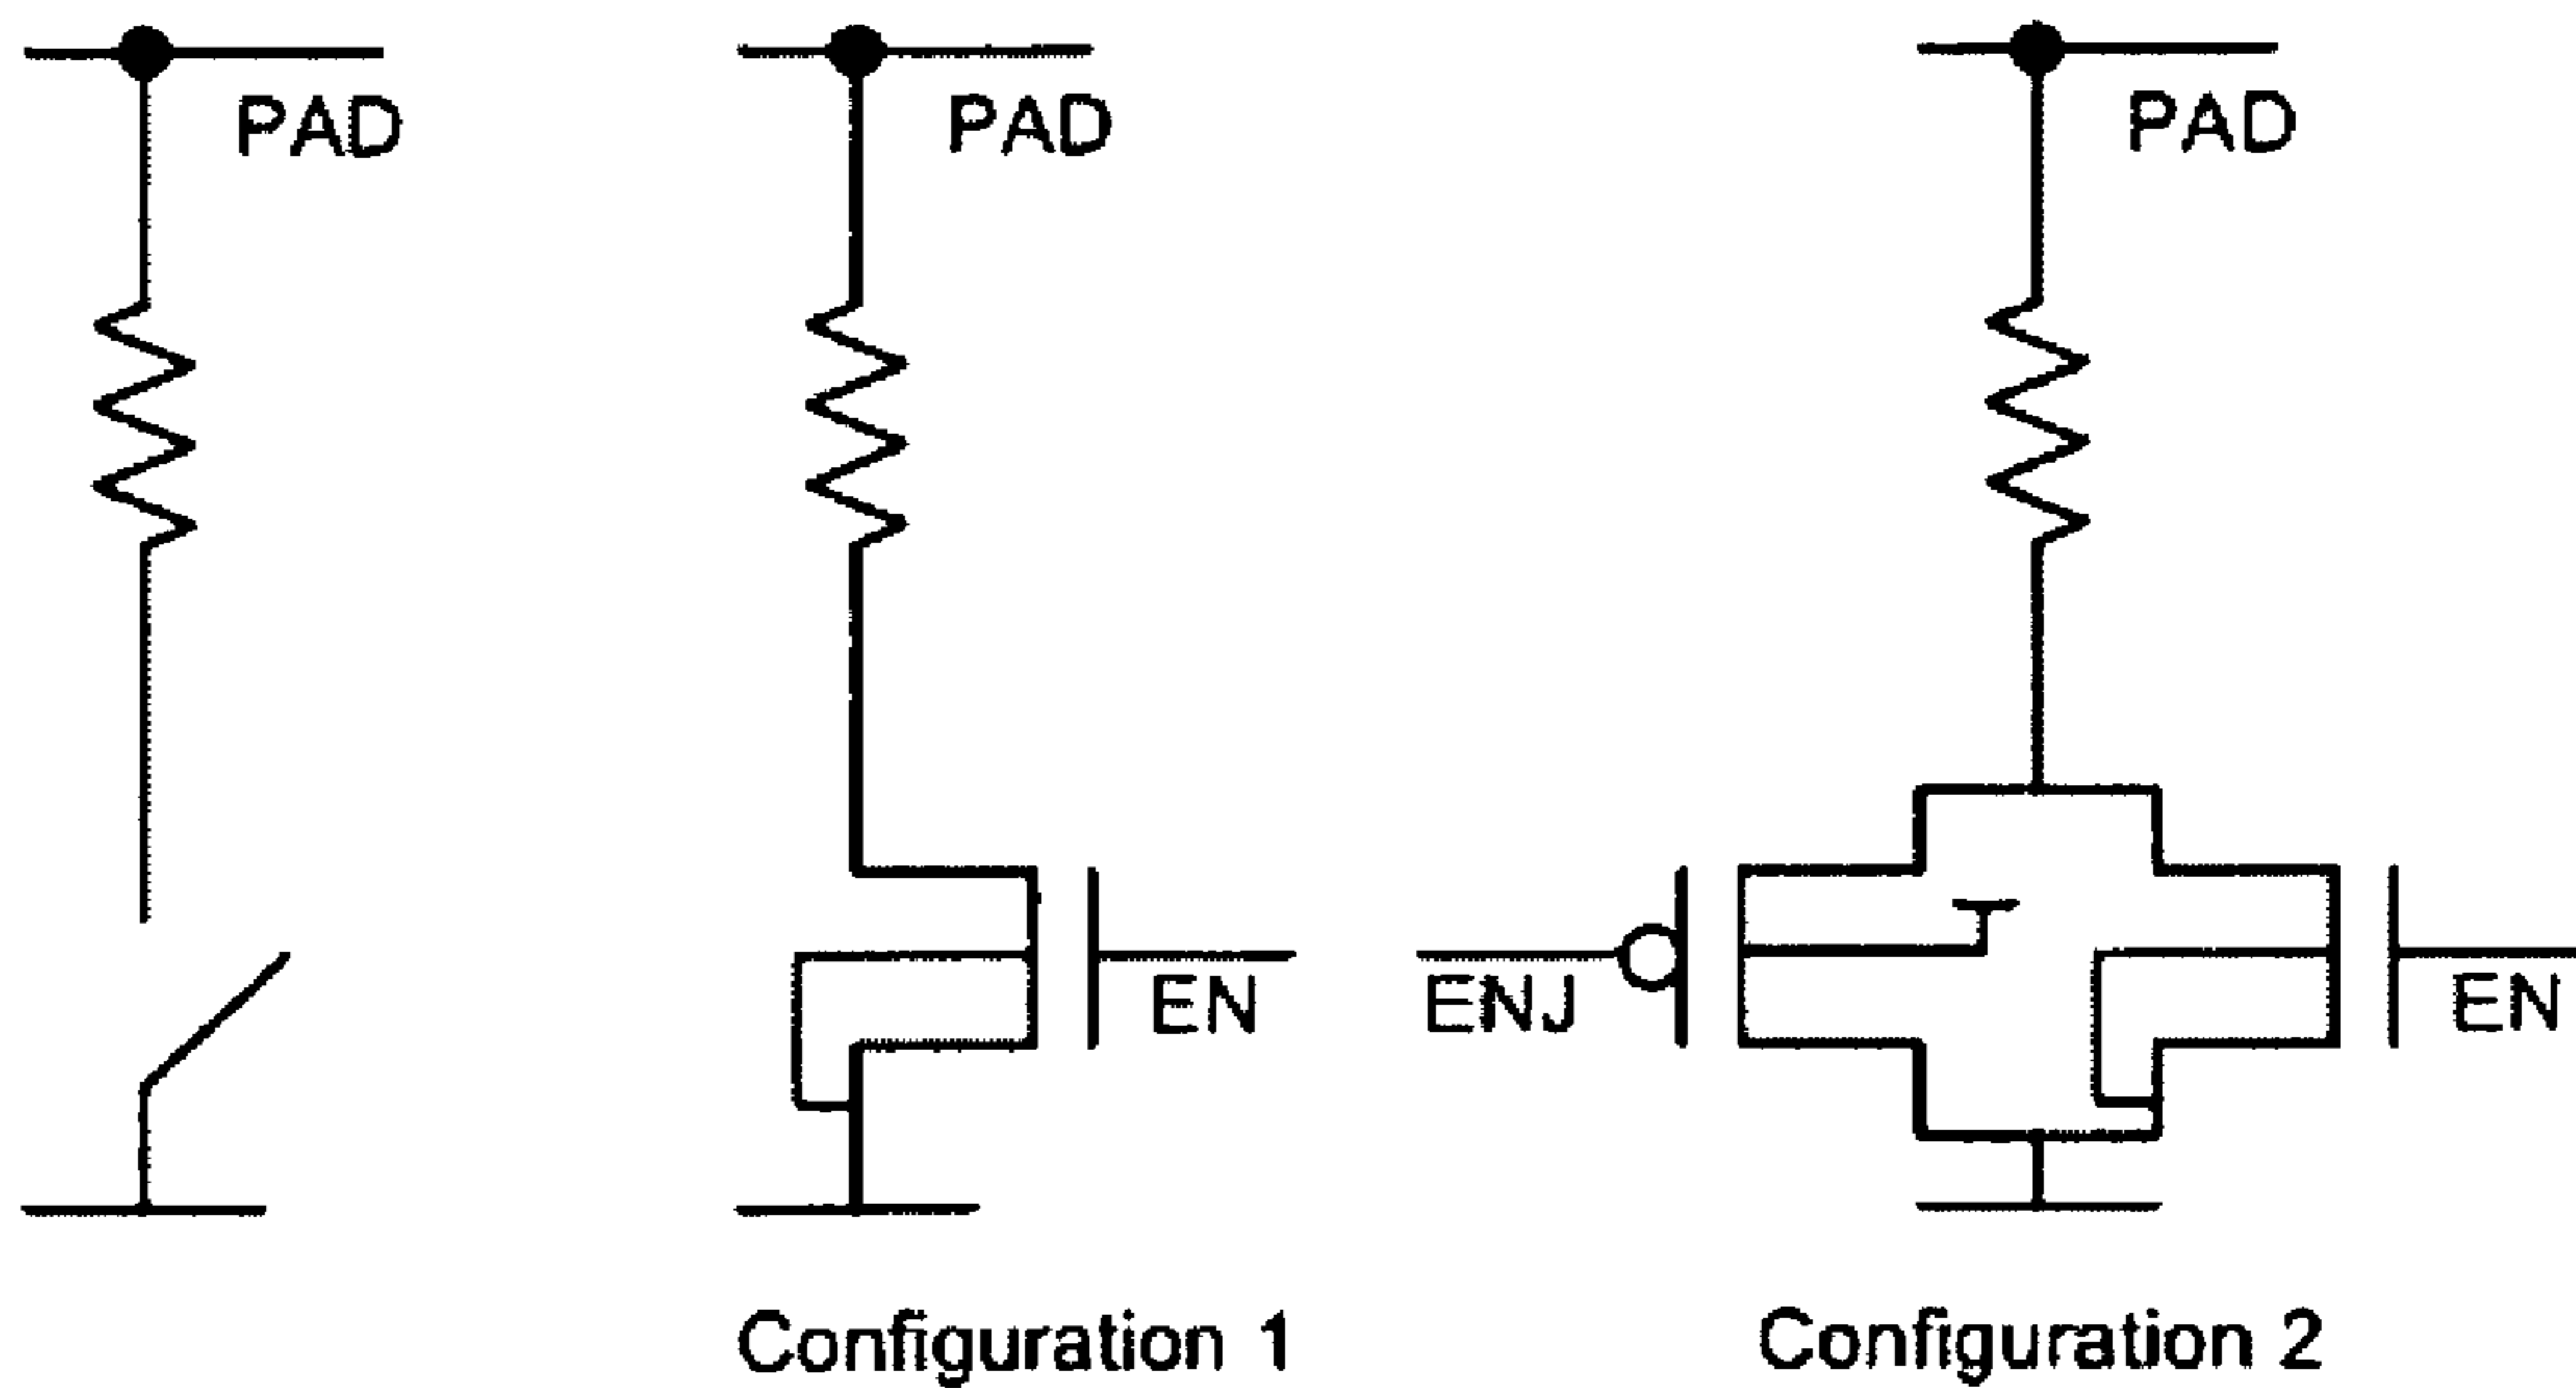 PAD
PAD
PAD
EN
ENJ
EN
Configuration 1
Configuration 2